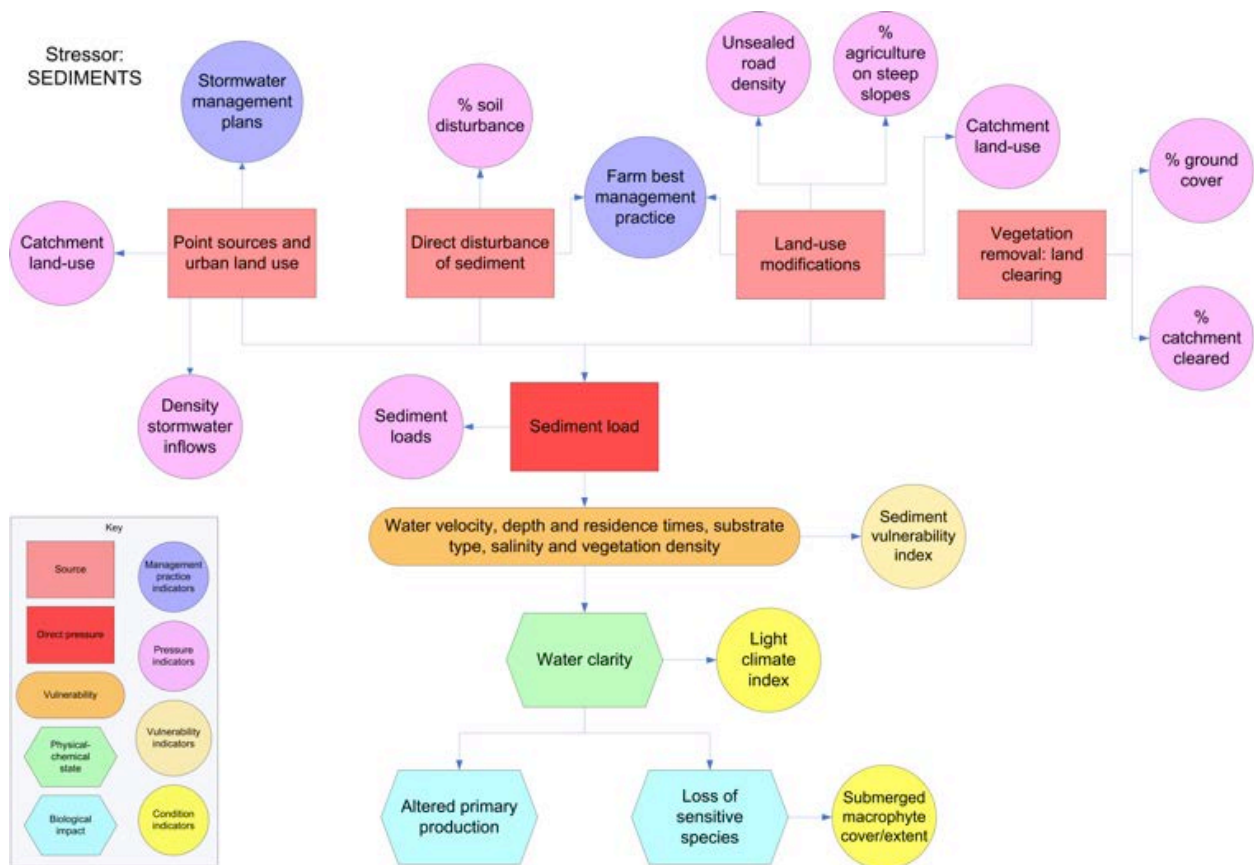 Stressor:
SEDIMENTS
Stormwater
management
plans
% soil
disturbance
Unsealed
road
density
%
agriculture
on steep
slopes
Catchment
land-use
% ground
cover
Farm best
management
practice
Catchment
land-use
Point sources and
urban land use
Direct disturbance
of sediment
Land-use
modifications
Vegetation
removal: land
clearing
%
catchment
cleared
Density
stormwater
inflows
Sediment
loads
Sediment load
Water velocity, depth and residence times, substrate
type, salinity and vegetation density
Sediment
vulnerability
index
Water clarity
Light
climate
index
Altered primary
production
Loss of
sensitive
species
Submerged
macrophyte
cover/extent
Key
Source
Management
practice
indicators
Direct pressure
Pressure
indicators
Vulnerability
Vulnerability
indicators
Physical-
chemical
state
Biological
impact
Condition
indicators